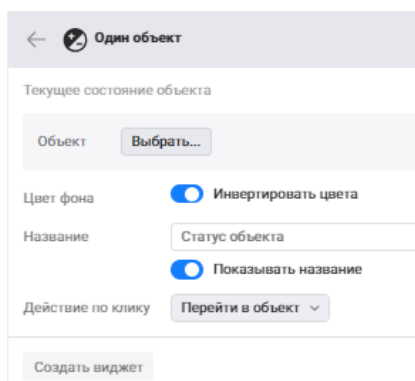 Один объект
Текущее состояние объекта
Объект Выбрать...
Цвет фона Инвертировать цвета
Название Статус объекта
Показывать название
Действие по клику Перейти в объект
Создать виджет